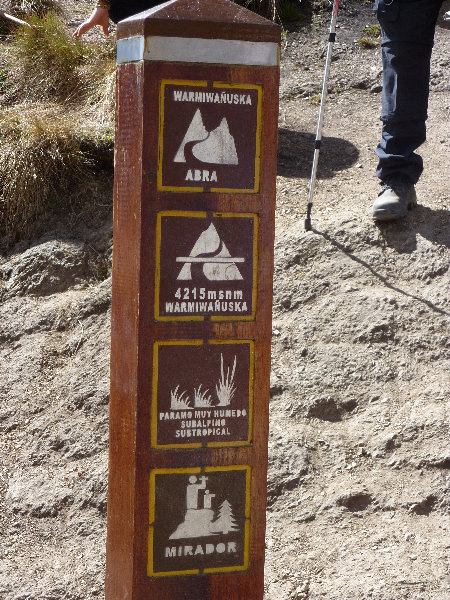 WARMIWAÑUSKA
ABRA
4215msnm
WARMIWAÑUSKA
PARAMO MUY HUMEDO
SUBALPINO
SUBTROPICAL
MIRADOR